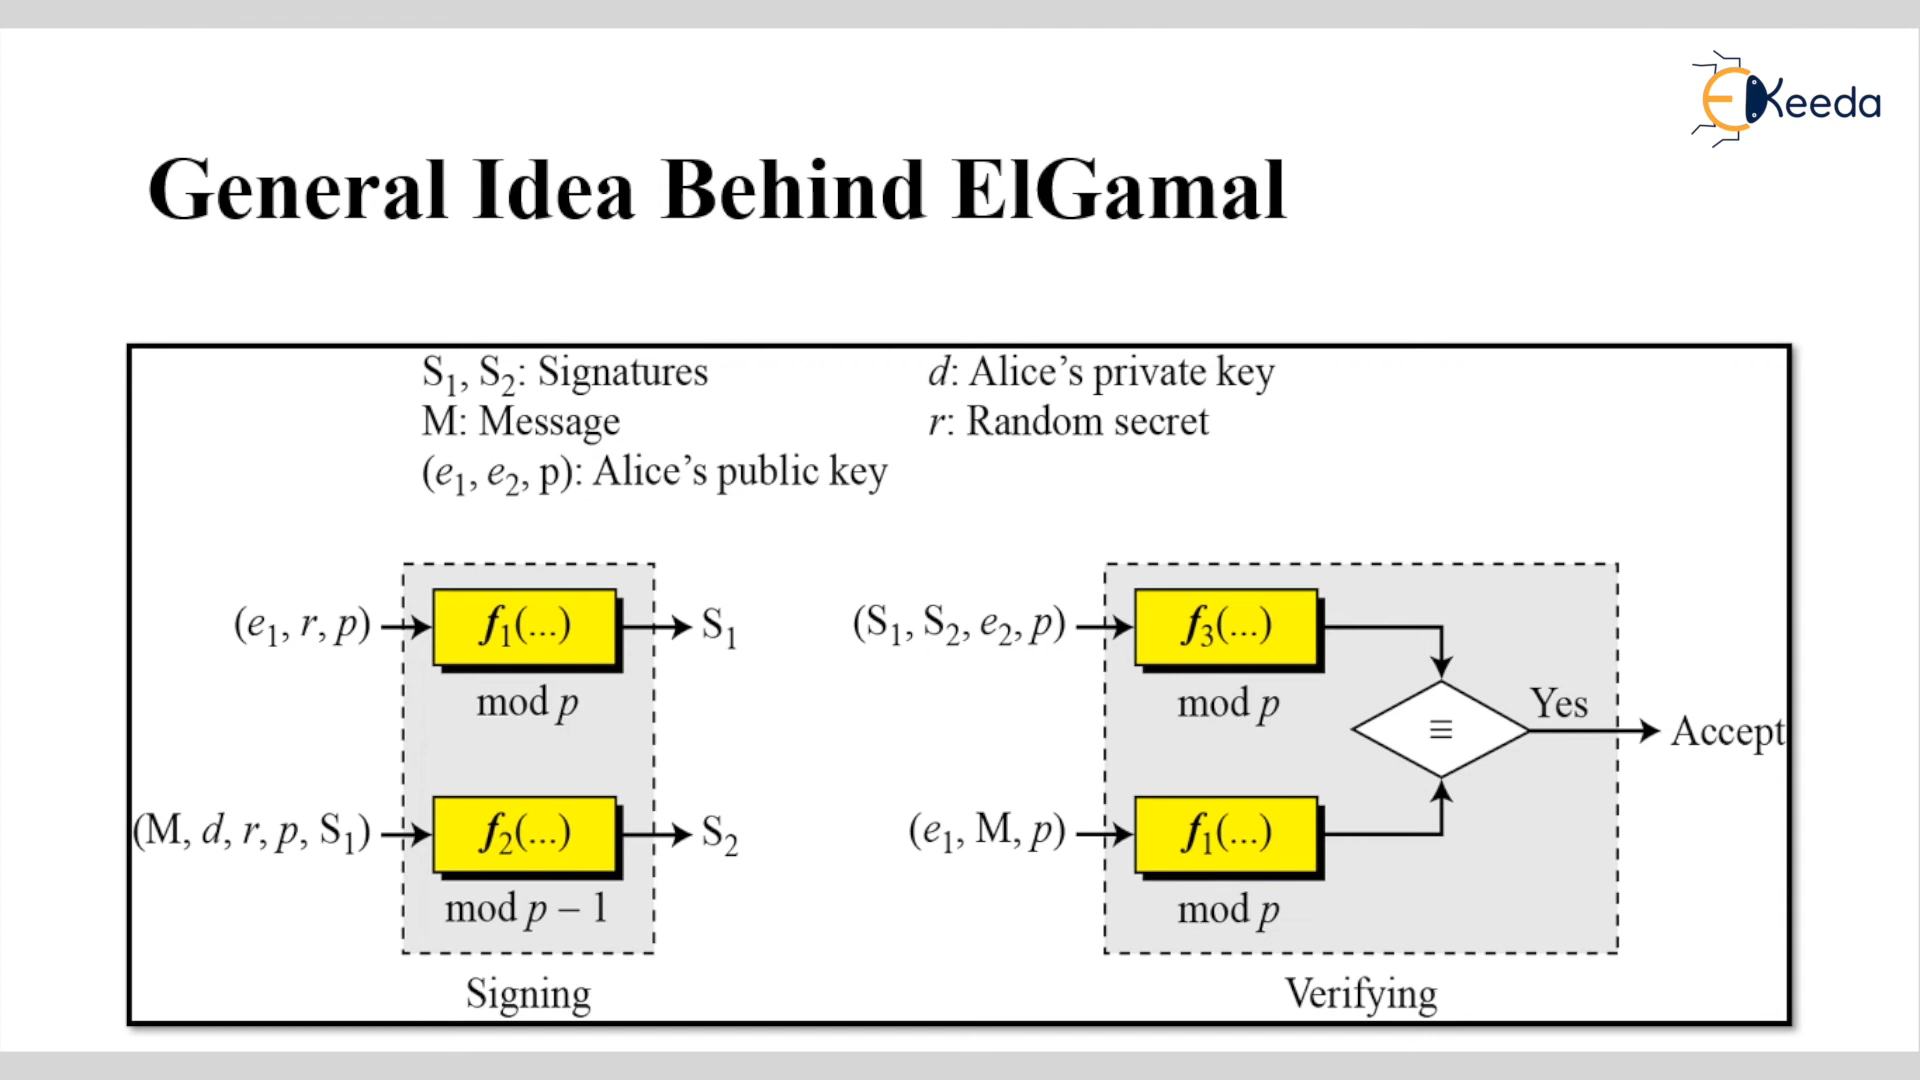 EKeeda
General Idea Behind ElGamal
S₁, S₂: Signatures
d: Alice’s private key
M: Message
r: Random secret
(e₁, e₂, p): Alice’s public key
(e₁, r, p)
f₁(...)
S₁
mod p
(M, d, r, p, S₁)
f₂(...)
S₂
mod p – 1
Signing
(S₁, S₂, e₂, p)
f₃(...)
mod p
≡
Yes
Accept
(e₁, M, p)
f₁(...)
mod p
Verifying